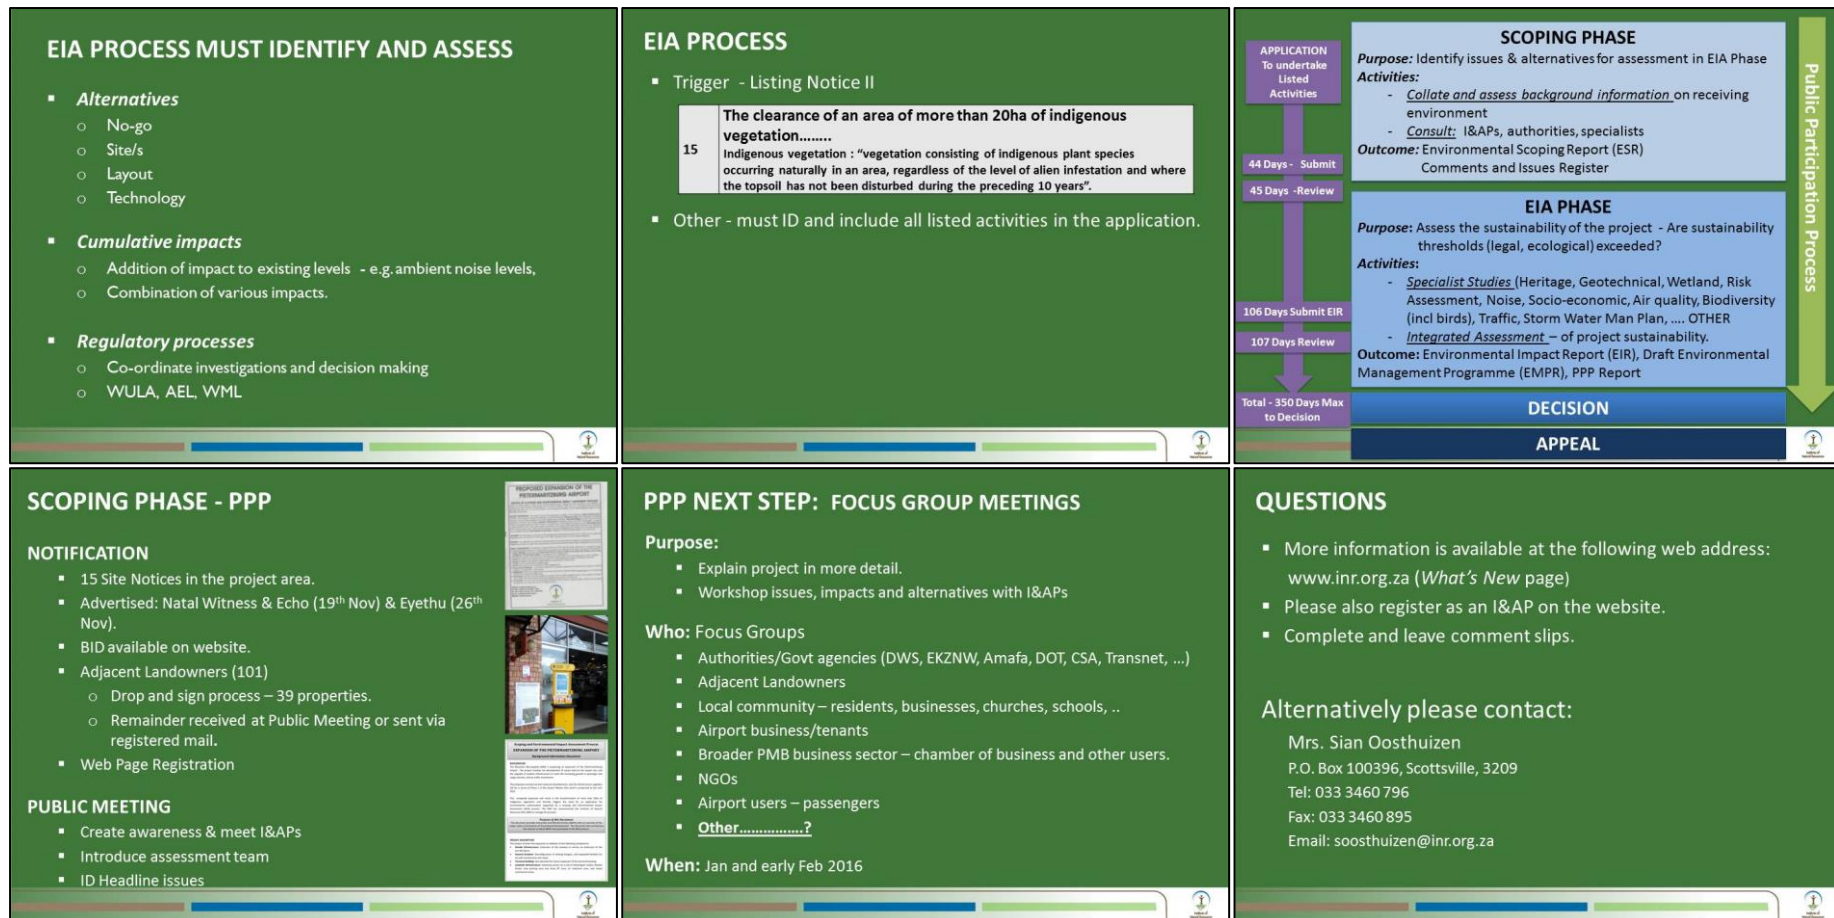 EIA PROCESS MUST IDENTIFY AND ASSESS
▪ Alternatives
o No-go
o Site/s
o Layout
o Technology
▪ Cumulative impacts
o Addition of impact to existing levels - e.g. ambient noise levels,
o Combination of various impacts.
▪ Regulatory processes
o Co-ordinate investigations and decision making
o WULA, AEL, WML
EIA PROCESS
▪ Trigger - Listing Notice II
15
The clearance of an area of more than 20ha of indigenous
vegetation........
Indigenous vegetation : “vegetation consisting of indigenous plant species
occurring naturally in an area, regardless of the level of alien infestation and where
the topsoil has not been disturbed during the preceding 10 years”.
▪ Other - must ID and include all listed activities in the application.
APPLICATION
To undertake
Listed
Activities
44 Days - Submit
45 Days -Review
106 Days Submit EIR
107 Days Review
Total - 350 Days Max
to Decision
SCOPING PHASE
Purpose: Identify issues & alternatives for assessment in EIA Phase
Activities:
- Collate and assess background information on receiving
environment
- Consult: I&APs, authorities, specialists
Outcome: Environmental Scoping Report (ESR)
Comments and Issues Register
EIA PHASE
Purpose: Assess the sustainability of the project - Are sustainability
thresholds (legal, ecological) exceeded?
Activities:
- Specialist Studies (Heritage, Geotechnical, Wetland, Risk
Assessment, Noise, Socio-economic, Air quality, Biodiversity
(incl birds), Traffic, Storm Water Man Plan, .... OTHER
- Integrated Assessment – of project sustainability.
Outcome: Environmental Impact Report (EIR), Draft Environmental
Management Programme (EMPR), PPP Report
DECISION
APPEAL
Public Participation Process
SCOPING PHASE - PPP
NOTIFICATION
▪ 15 Site Notices in the project area.
▪ Advertised: Natal Witness & Echo (19th Nov) & Eyethu (26th
Nov).
▪ BID available on website.
▪ Adjacent Landowners (101)
o Drop and sign process – 39 properties.
o Remainder received at Public Meeting or sent via
registered mail.
▪ Web Page Registration
PUBLIC MEETING
▪ Create awareness & meet I&APs
▪ Introduce assessment team
▪ ID Headline issues
PROPOSED EXPANSION OF THE
PIETERMARITZBURG AIRPORT
EXPANSION OF THE PIETERMARITZBURG AIRPORT
Background Information Document
PPP NEXT STEP: FOCUS GROUP MEETINGS
Purpose:
▪ Explain project in more detail.
▪ Workshop issues, impacts and alternatives with I&APs
Who: Focus Groups
▪ Authorities/Govt agencies (DWS, EKZNW, Amafa, DOT, CSA, Transnet, ...)
▪ Adjacent Landowners
▪ Local community – residents, businesses, churches, schools, ..
▪ Airport business/tenants
▪ Broader PMB business sector – chamber of business and other users.
▪ NGOs
▪ Airport users – passengers
▪ Other................?
When: Jan and early Feb 2016
QUESTIONS
▪ More information is available at the following web address:
www.inr.org.za (What’s New page)
▪ Please also register as an I&AP on the website.
▪ Complete and leave comment slips.
Alternatively please contact:
Mrs. Sian Oosthuizen
P.O. Box 100396, Scottsville, 3209
Tel: 033 3460 796
Fax: 033 3460 895
Email: soosthuizen@inr.org.za